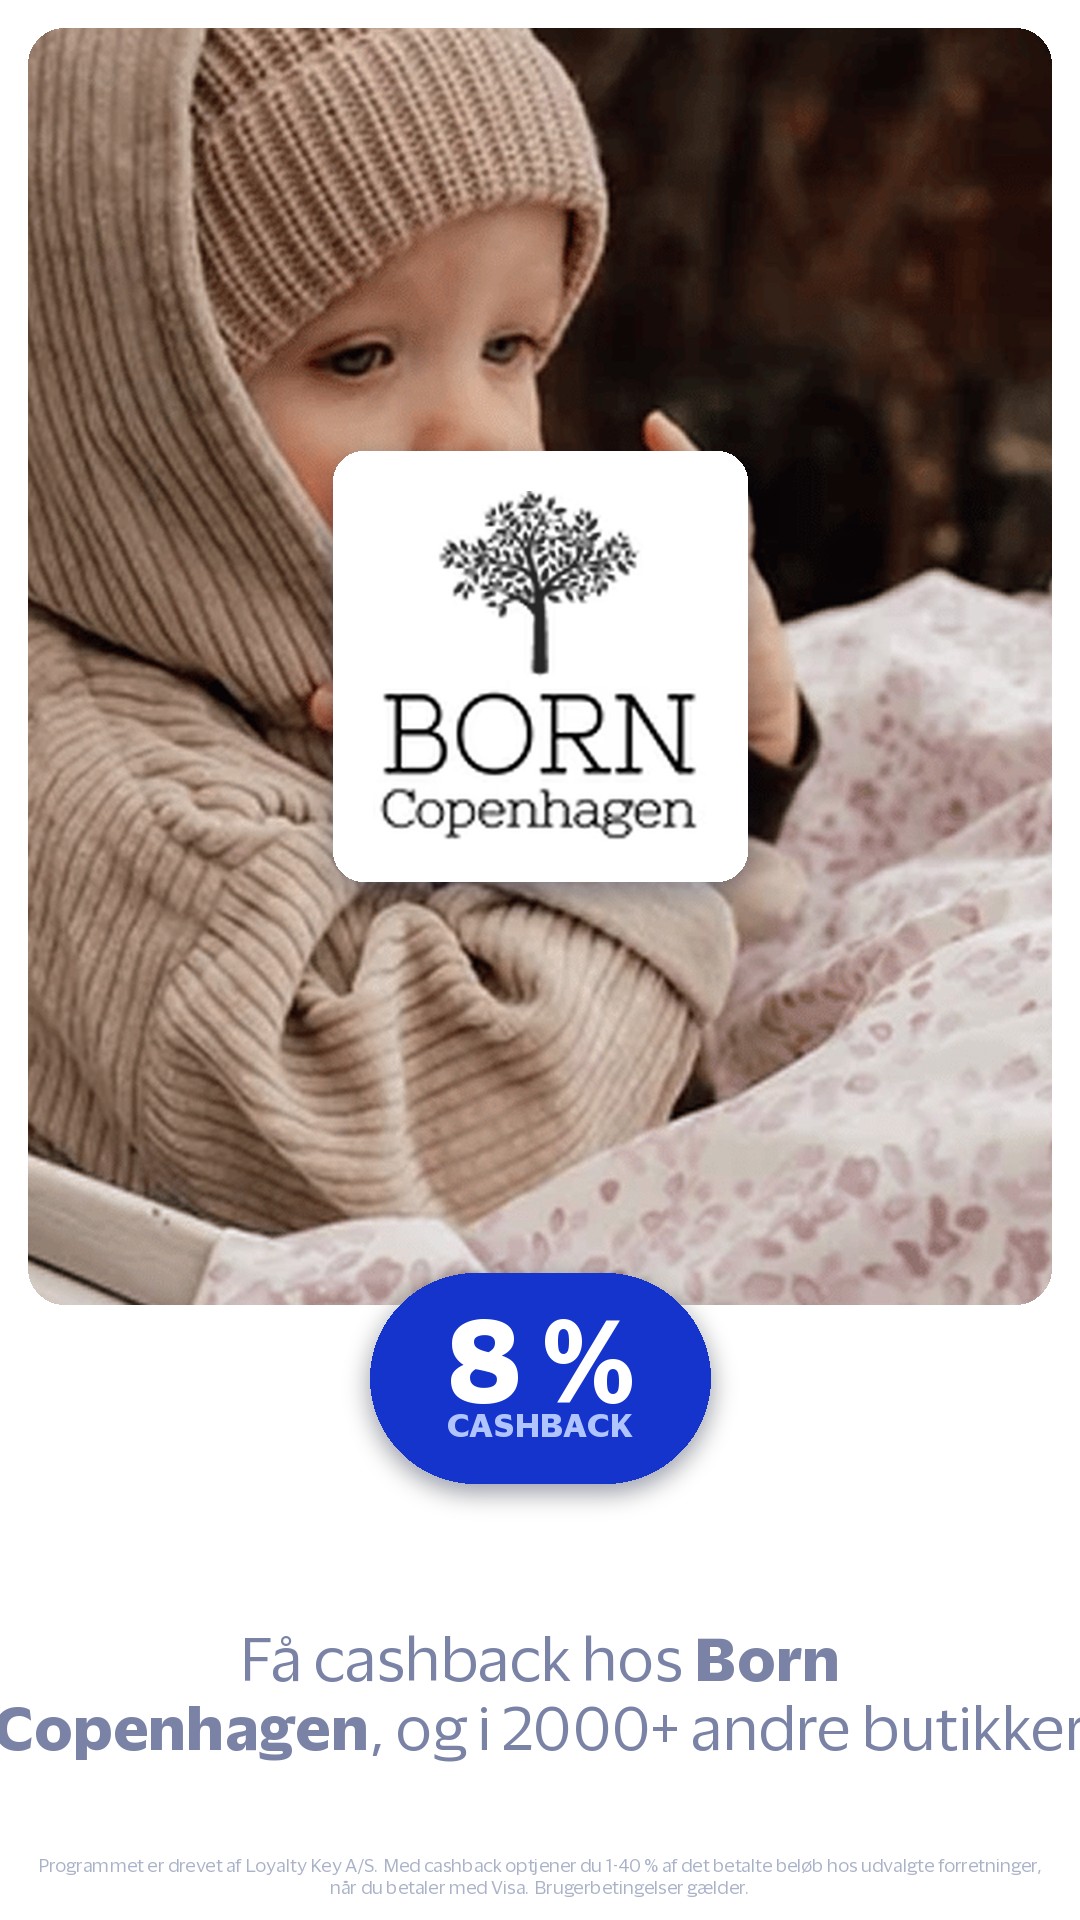 BORN
Copenhagen
8 %
CASHBACK
Få cashback hos Born
Copenhagen, og i 2000+ andre butikker
Programmet er drevet af Loyalty Key A/S. Med cashback optjener du 1-40 % af det betalte beløb hos udvalgte forretninger,
når du betaler med Visa. Brugerbetingelser gælder.